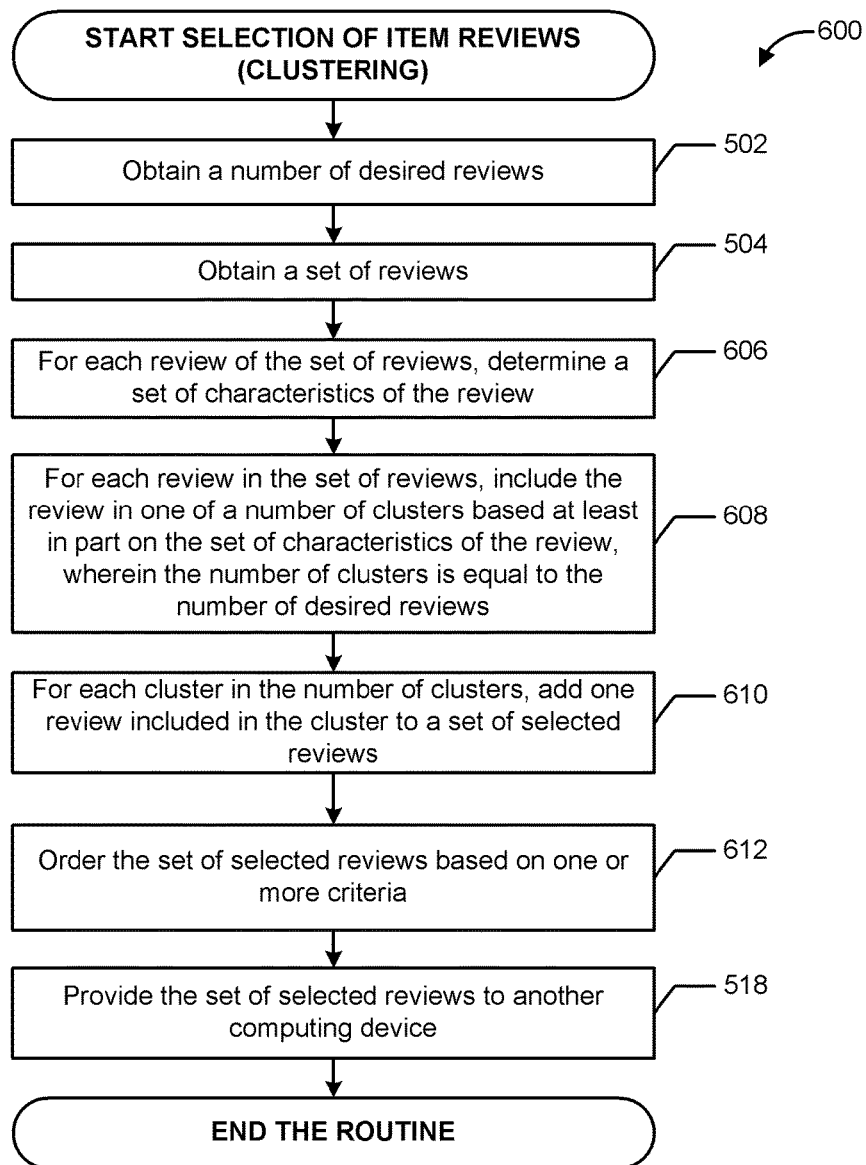 START SELECTION OF ITEM REVIEWS
(CLUSTERING)
600
Obtain a number of desired reviews
502
Obtain a set of reviews
504
For each review of the set of reviews, determine a
set of characteristics of the review
606
For each review in the set of reviews, include the
review in one of a number of clusters based at least
in part on the set of characteristics of the review,
wherein the number of clusters is equal to the
number of desired reviews
608
For each cluster in the number of clusters, add one
review included in the cluster to a set of selected
reviews
610
Order the set of selected reviews based on one or
more criteria
612
Provide the set of selected reviews to another
computing device
518
END THE ROUTINE